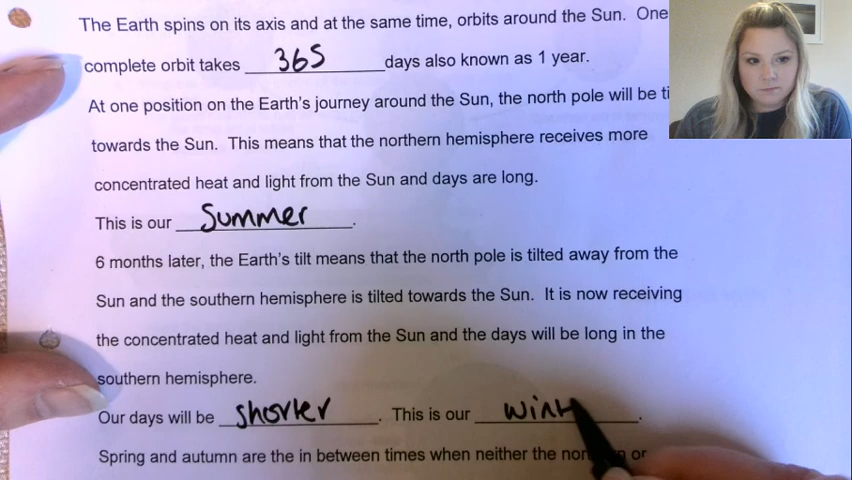 The Earth spins on its axis and at the same time, orbits around the Sun. One
complete orbit takes 365 days also known as 1 year.
At one position on the Earth's journey around the Sun, the north pole will be
towards the Sun. This means that the northern hemisphere receives more
concentrated heat and light from the Sun and days are long.
This is our Summer.
6 months later, the Earth's tilt means that the north pole is tilted away from the
Sun and the southern hemisphere is tilted towards the Sun. It is now receiving
the concentrated heat and light from the Sun and the days will be long in the
southern hemisphere.
Our days will be shorter. This is our wint.
Spring and autumn are the in between times when neither the or